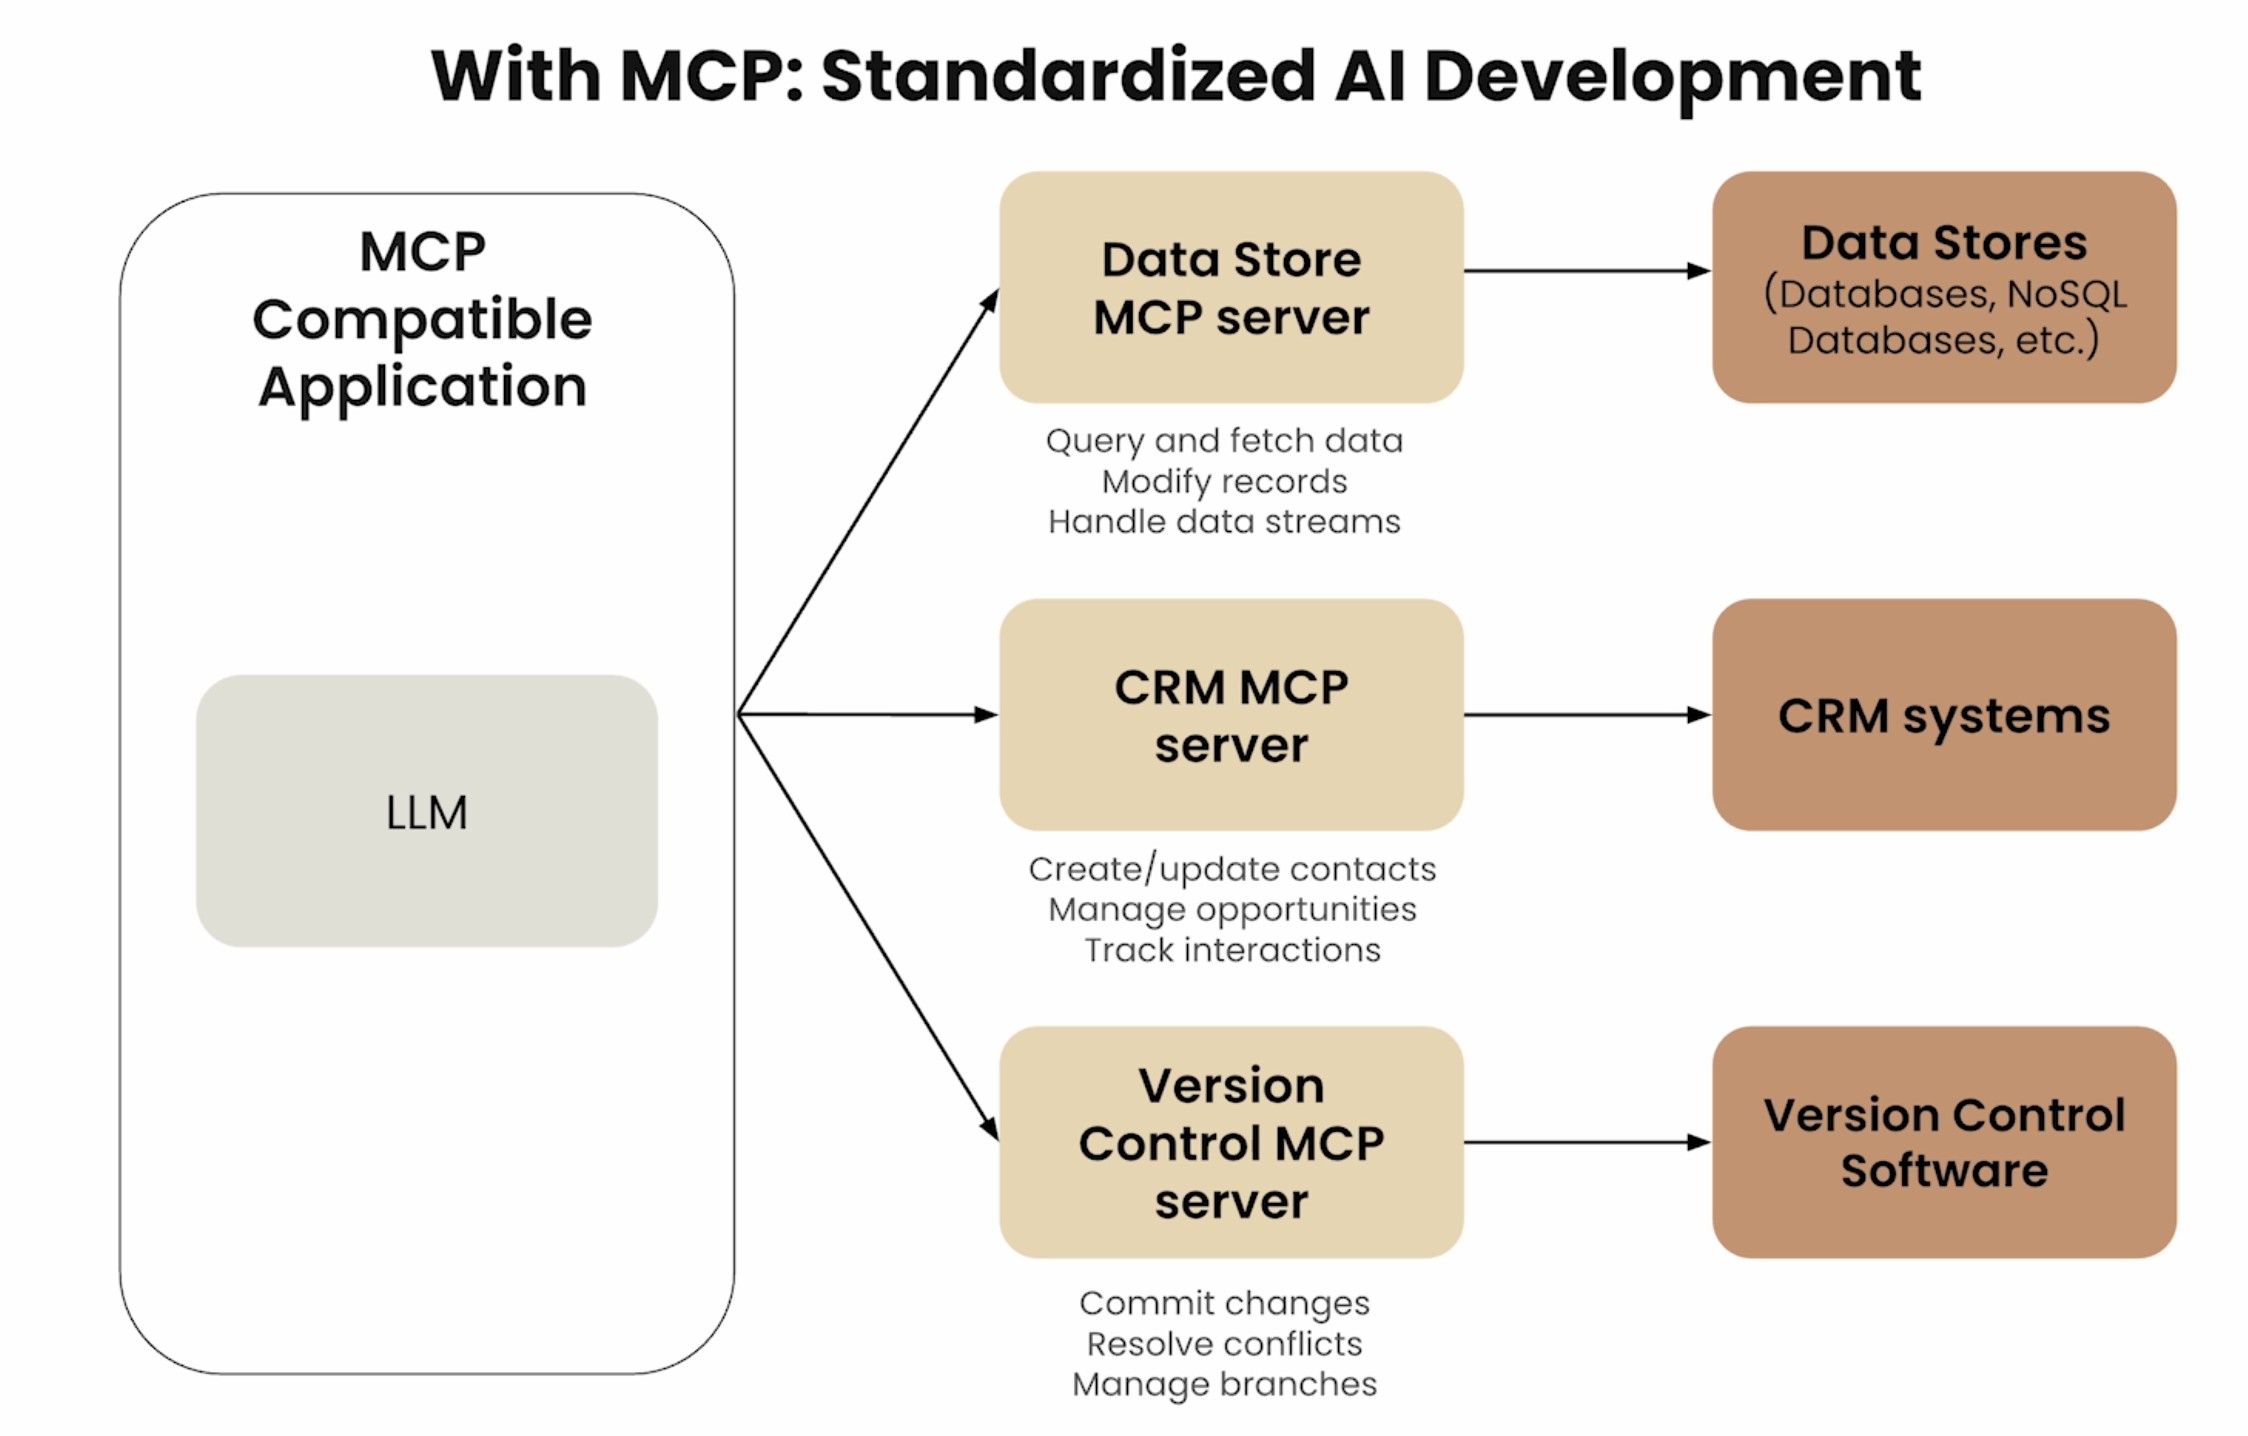 With MCP: Standardized AI Development
MCP
Compatible
Application
LLM
Data Store
MCP server
Query and fetch data
Modify records
Handle data streams
Data Stores
(Databases, NoSQL
Databases, etc.)
CRM MCP
server
Create/update contacts
Manage opportunities
Track interactions
CRM systems
Version
Control MCP
server
Commit changes
Resolve conflicts
Manage branches
Version Control
Software